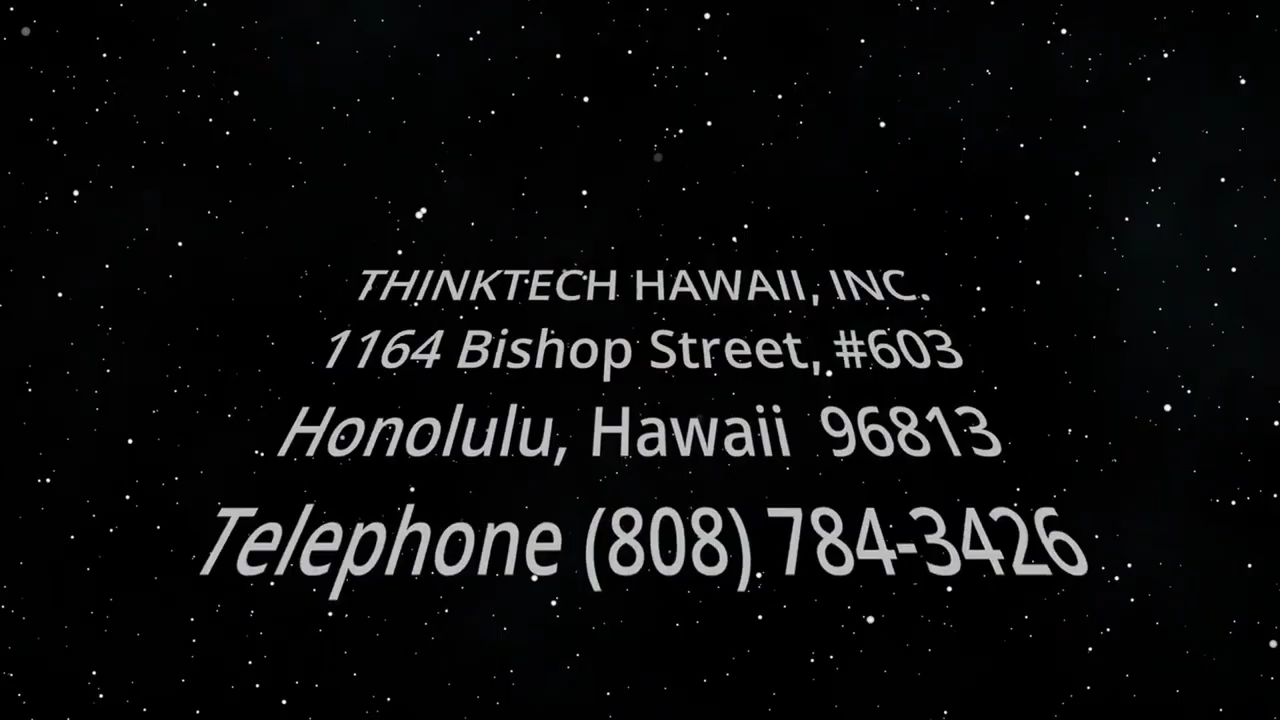 THINKTECH HAWAII, INC.
1164 Bishop Street, #603
Honolulu, Hawaii 96813
Telephone (808) 784-3426